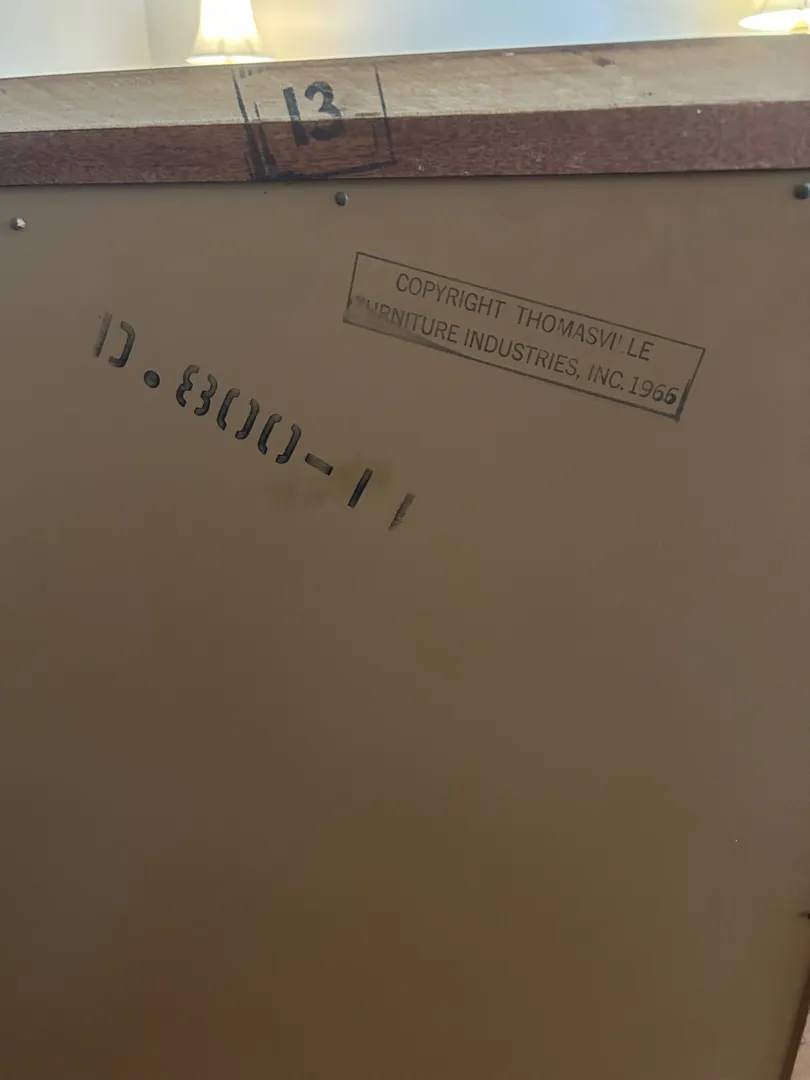 13
COPYRIGHT THOMASVILLE
FURNITURE INDUSTRIES, INC. 1966
D.800-11